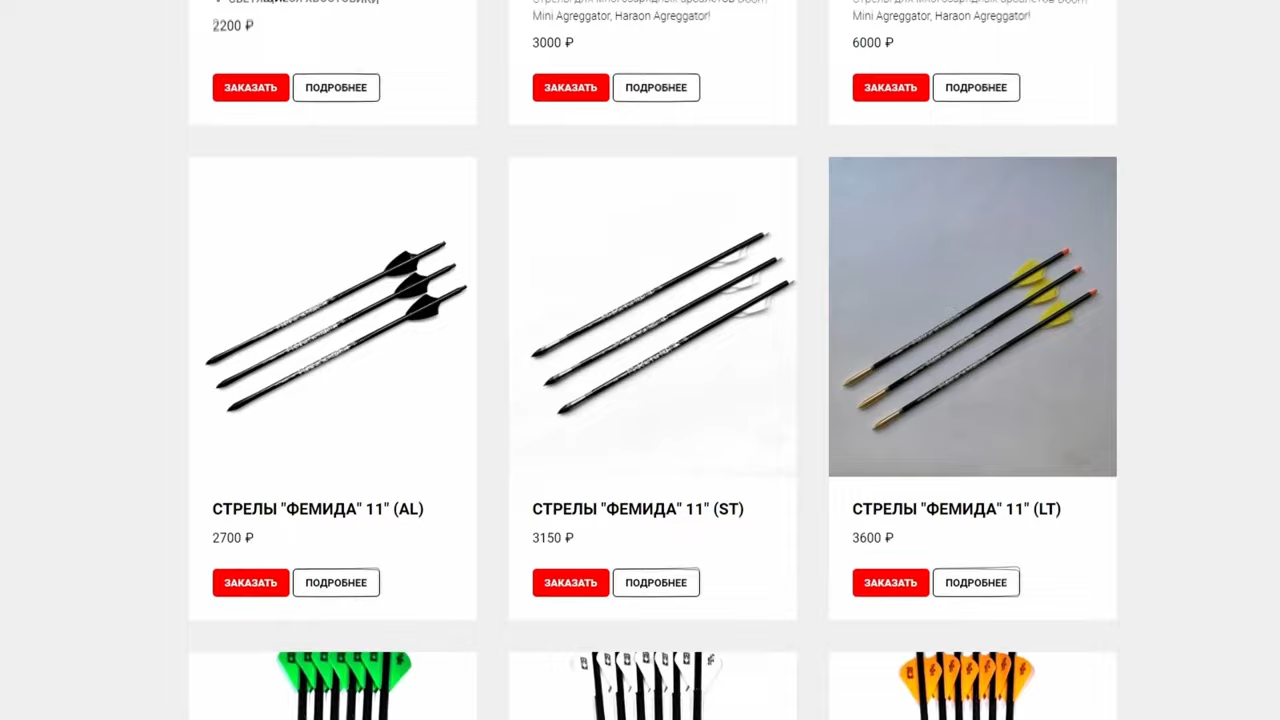 2200 ₽
ЗАКАЗАТЬ
ПОДРОБНЕЕ
Mini Agreggator, Haraon Agreggator!
3000 ₽
ЗАКАЗАТЬ
ПОДРОБНЕЕ
Mini Agreggator, Haraon Agreggator!
6000 ₽
ЗАКАЗАТЬ
ПОДРОБНЕЕ
СТРЕЛЫ "ФЕМИДА" 11" (AL)
2700 ₽
ЗАКАЗАТЬ
ПОДРОБНЕЕ
СТРЕЛЫ "ФЕМИДА" 11" (ST)
3150 ₽
ЗАКАЗАТЬ
ПОДРОБНЕЕ
СТРЕЛЫ "ФЕМИДА" 11" (LT)
3600 ₽
ЗАКАЗАТЬ
ПОДРОБНЕЕ